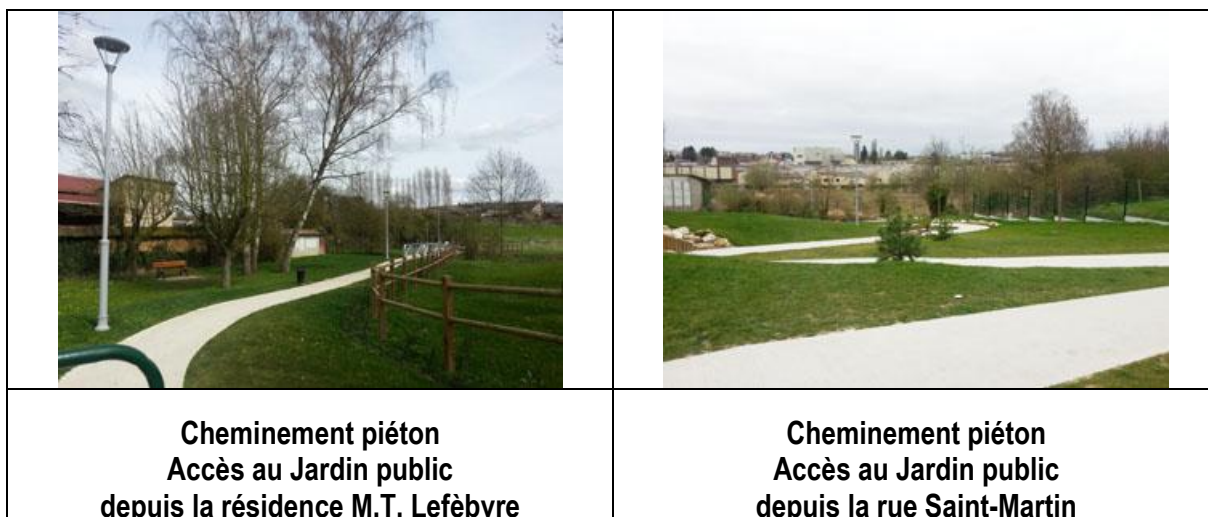 Cheminement piéton
Accès au Jardin public
depuis la résidence M.T. Lefèbvre
Cheminement piéton
Accès au Jardin public
depuis la rue Saint-Martin